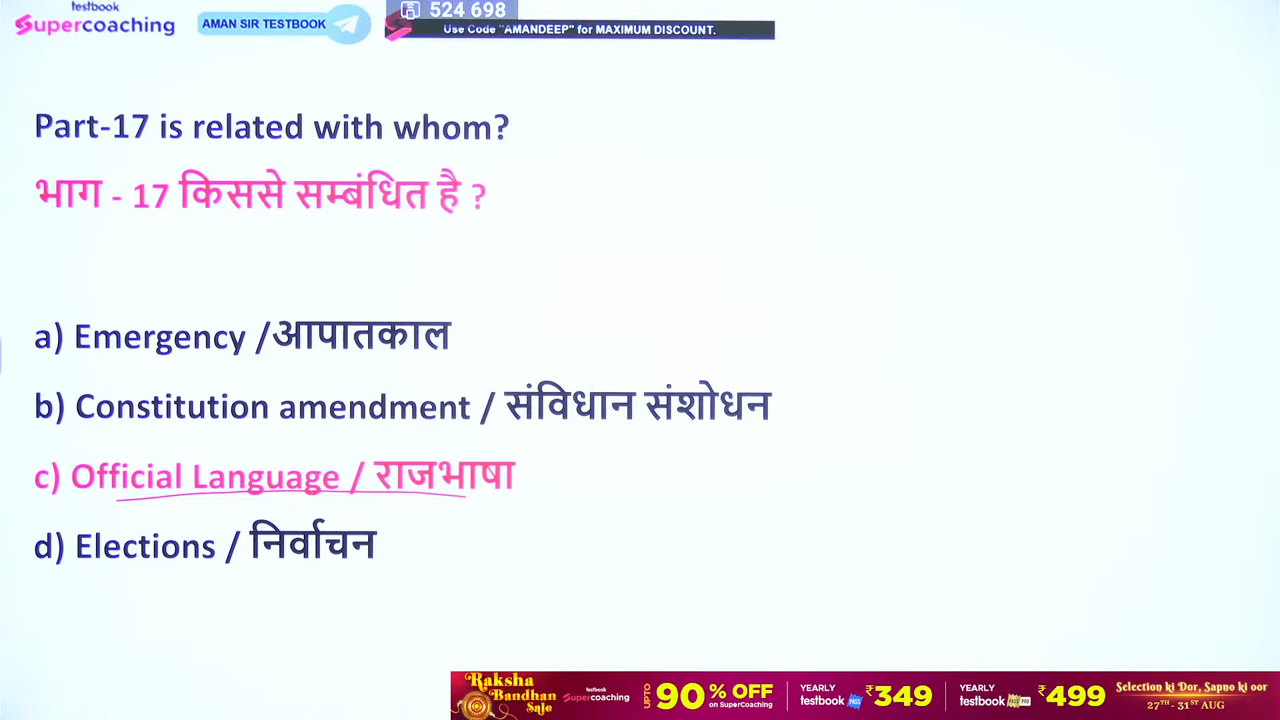 testbook
Supercoaching
AMAN SIR TESTBOOK
524 698
Use Code "AMANDEEP" for MAXIMUM DISCOUNT.
Part-17 is related with whom?
भाग - 17 किससे सम्बंधित है ?
a) Emergency /आपातकाल
b) Constitution amendment / संविधान संशोधन
c) Official Language / राजभाषा
d) Elections / निर्वाचन
Raksha
Bandhan
Sale
testbook
Supercoaching
UPTO
90% OFF
on SuperCoaching
YEARLY
testbook PASS
₹349
YEARLY
testbook PASS PRO
₹499
Selection ki Dor, Sapno ki oor
27TH - 31ST AUG